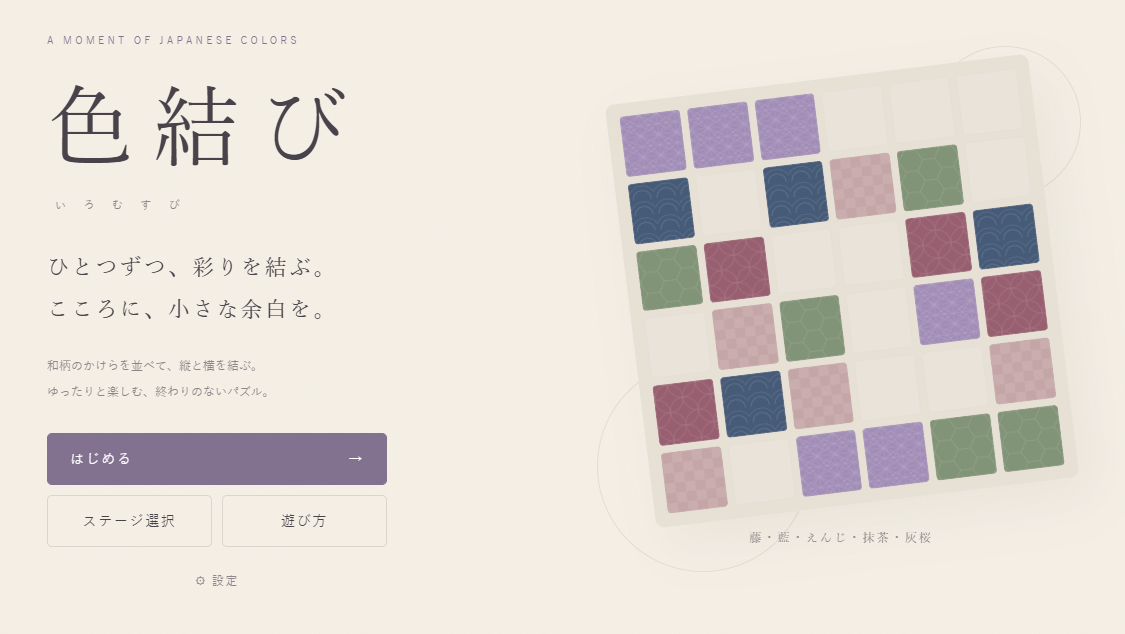 A MOMENT OF JAPANESE COLORS
色結び
いろむすび
ひとつずつ、彩りを結ぶ。
こころに、小さな余白を。
和柄のかけらを並べて、縦と横を結ぶ。
ゆったりと楽しむ、終わりのないパズル。
はじめる →
ステージ選択
遊び方
⚙ 設定
藤・藍・えんじ・抹茶・灰桜